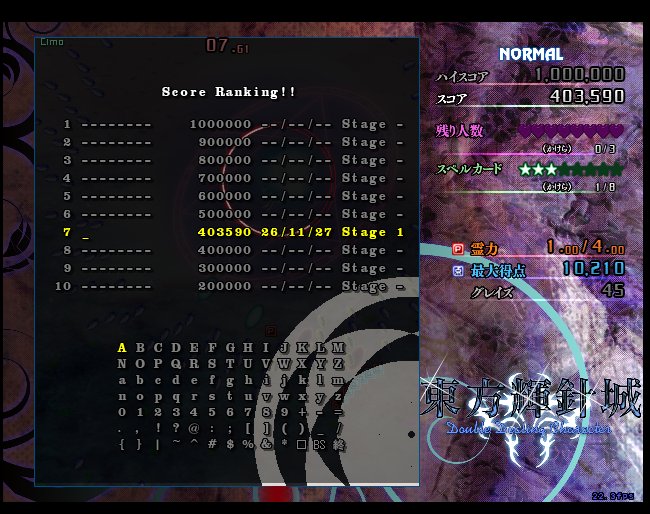 Cirno
07.61
NORMAL
ハイスコア 1,000,000
スコア 403,590
残り人数
(かけら) 0/3
スペルカード
(かけら) 1/8
霊力 1.00/4.00
最大得点 10,210
グレイズ 45
Score Ranking!!
1 -------- 1000000 --/--/-- Stage -
2 -------- 900000 --/--/-- Stage -
3 -------- 800000 --/--/-- Stage -
4 -------- 700000 --/--/-- Stage -
5 -------- 600000 --/--/-- Stage -
6 -------- 500000 --/--/-- Stage -
7 _ 403590 26/11/27 Stage 1
8 -------- 400000 --/--/-- Stage -
9 -------- 300000 --/--/-- Stage -
10 -------- 200000 --/--/-- Stage -
A B C D E F G H I J K L M
N O P Q R S T U V W X Y Z
a b c d e f g h i j k l m
n o p q r s t u v w x y z
0 1 2 3 4 5 6 7 8 9 + - =
. , ! ? @ : ; [ ] ( ) _ /
{ } | ~ ^ # $ % & * □ BS 終
東方輝針城
Double Dealing Character
22.3fps